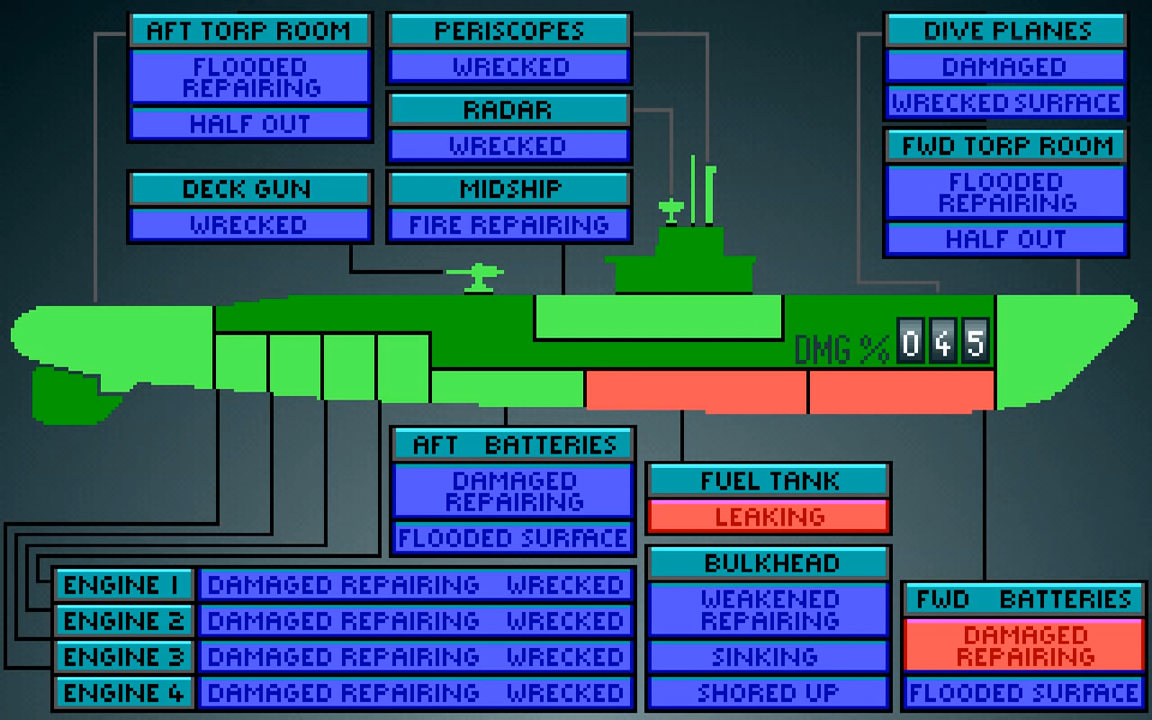 AFT TORP ROOM
FLOODED
REPAIRING
HALF OUT
PERISCOPES
WRECKED
RADAR
WRECKED
DECK GUN
WRECKED
MIDSHIP
FIRE REPAIRING
DIVE PLANES
DAMAGED
WRECKED SURFACE
FWD TORP ROOM
FLOODED
REPAIRING
HALF OUT
DMG % 045
AFT BATTERIES
DAMAGED
REPAIRING
FLOODED SURFACE
FUEL TANK
LEAKING
BULKHEAD
WEAKENED
REPAIRING
SINKING
SHORED UP
FWD BATTERIES
DAMAGED
REPAIRING
FLOODED SURFACE
ENGINE 1 DAMAGED REPAIRING WRECKED
ENGINE 2 DAMAGED REPAIRING WRECKED
ENGINE 3 DAMAGED REPAIRING WRECKED
ENGINE 4 DAMAGED REPAIRING WRECKED